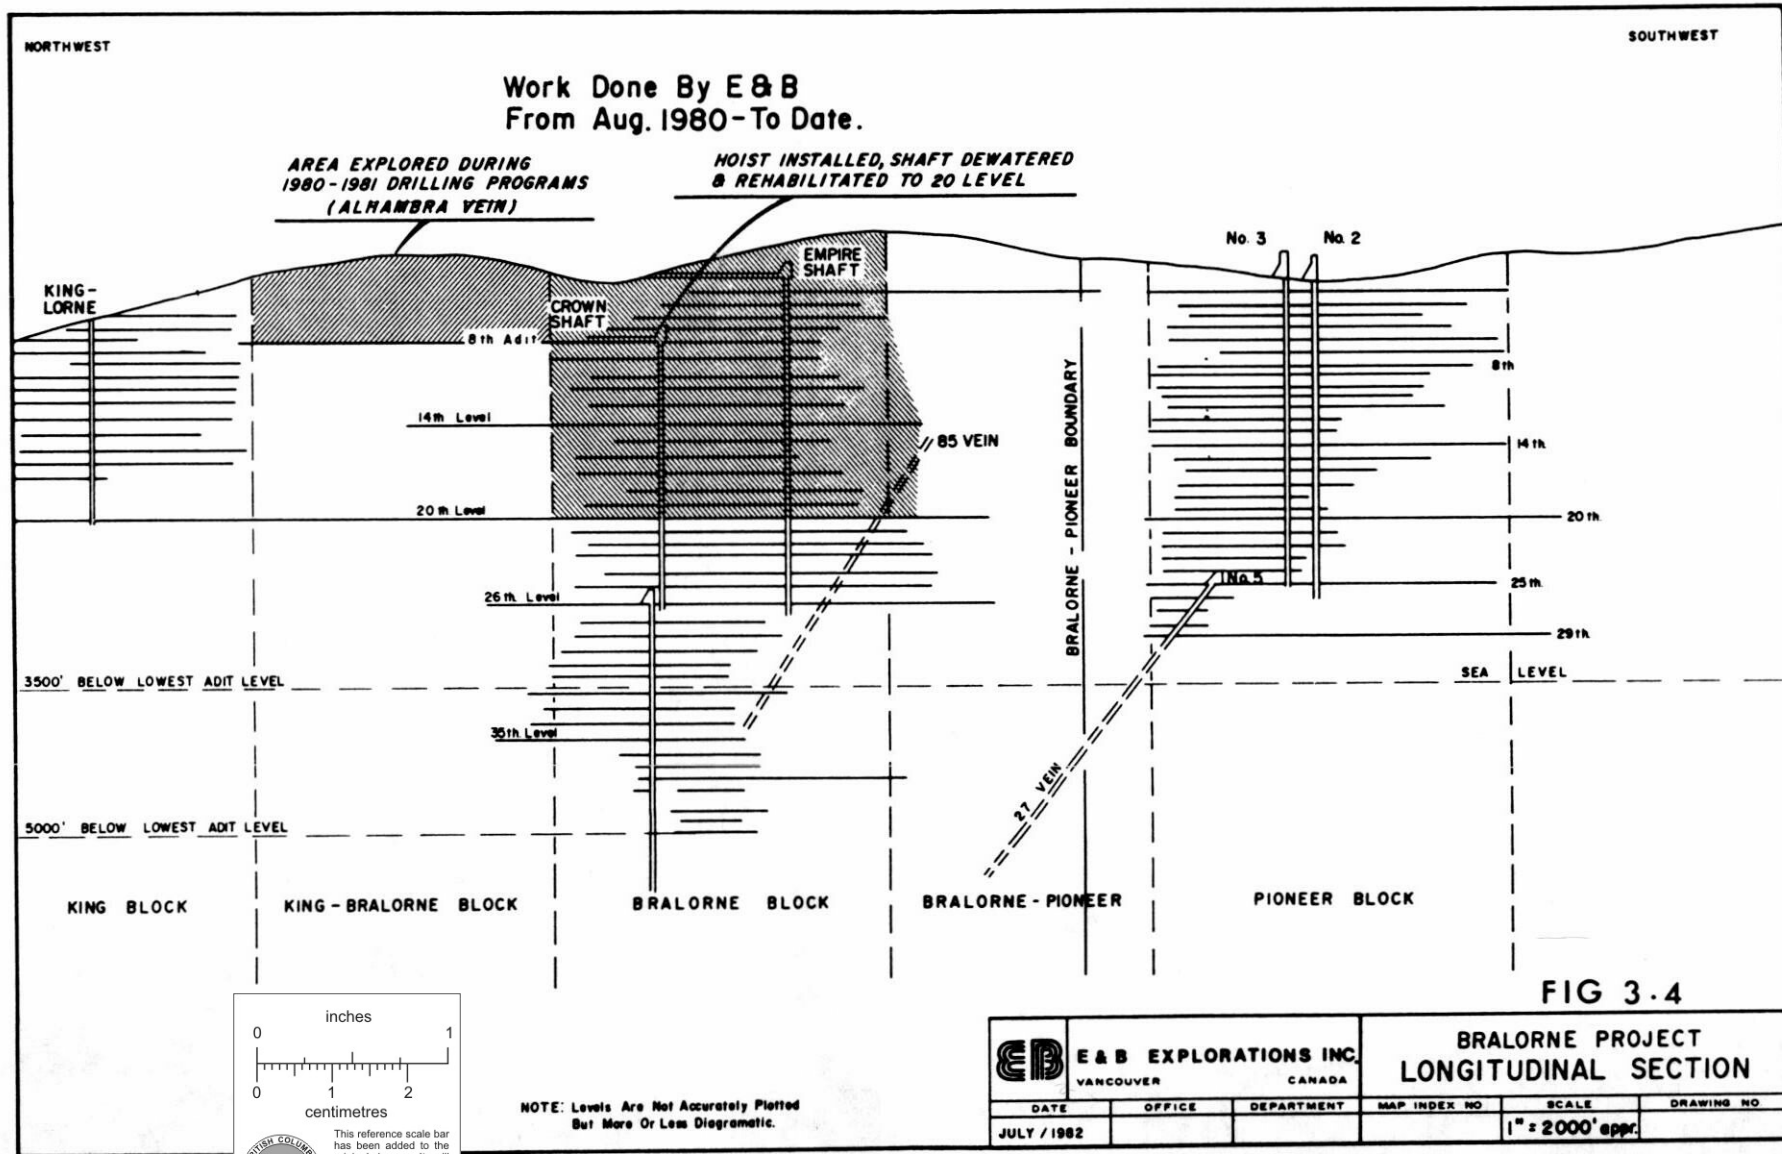 NORTHWEST
SOUTHWEST
Work Done By E & B
From Aug. 1980 - To Date.
AREA EXPLORED DURING
1980 - 1981 DRILLING PROGRAMS
(ALHAMBRA VEIN)
HOIST INSTALLED, SHAFT DEWATERED
& REHABILITATED TO 20 LEVEL
No. 3
No. 2
EMPIRE
SHAFT
KING-
LORNE
CROWN
SHAFT
8th Adit
8th
14th Level
85 VEIN
14th.
BRALORNE - PIONEER BOUNDARY
20th Level
20th.
No. 5
25th.
26th. Level
29th.
3500' BELOW LOWEST ADIT LEVEL
SEA LEVEL
35th. Level
27 VEIN
5000' BELOW LOWEST ADIT LEVEL
KING BLOCK
KING - BRALORNE BLOCK
BRALORNE BLOCK
BRALORNE - PIONEER
PIONEER BLOCK
FIG 3.4
inches
0 1
0 1 2
centimetres
This reference scale bar
has been added to the
NOTE: Levels Are Not Accurately Plotted
But More Or Less Diogramatic.
EB
E & B EXPLORATIONS INC.
VANCOUVER CANADA
BRALORNE PROJECT
LONGITUDINAL SECTION
DATE OFFICE DEPARTMENT MAP INDEX NO SCALE DRAWING NO
JULY / 1982 1" = 2000' appr.